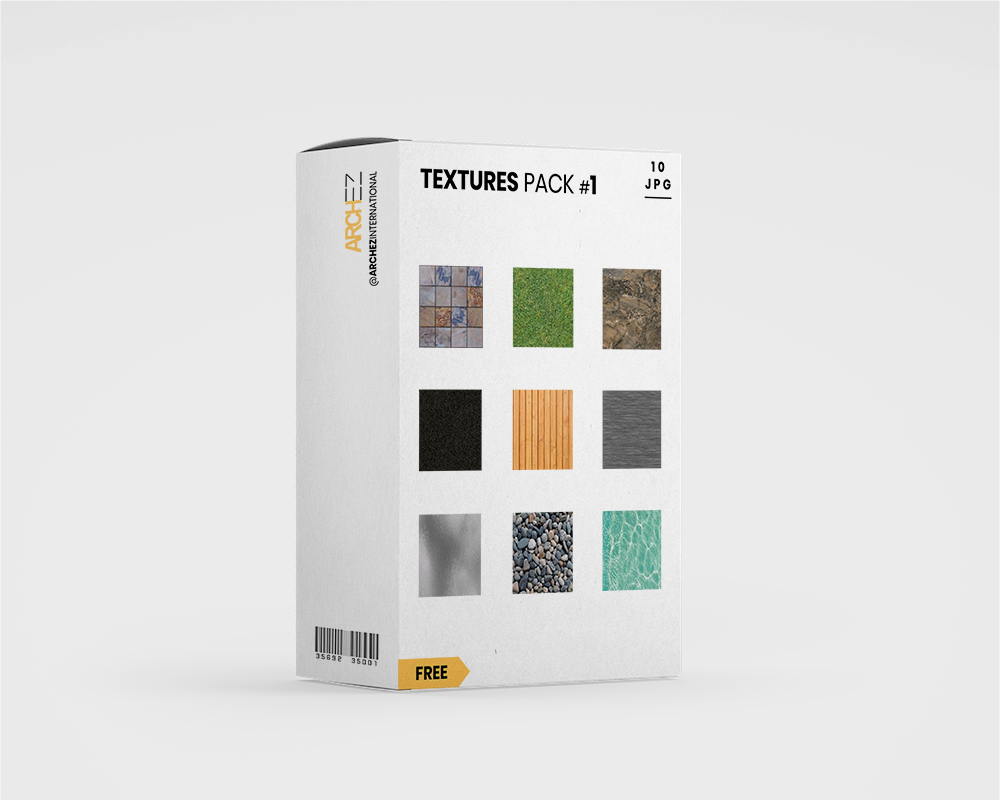 TEXTURES PACK #1
10
JPG
ARCHEZ
@ARCHEZINTERNATIONAL
35692 35001
FREE